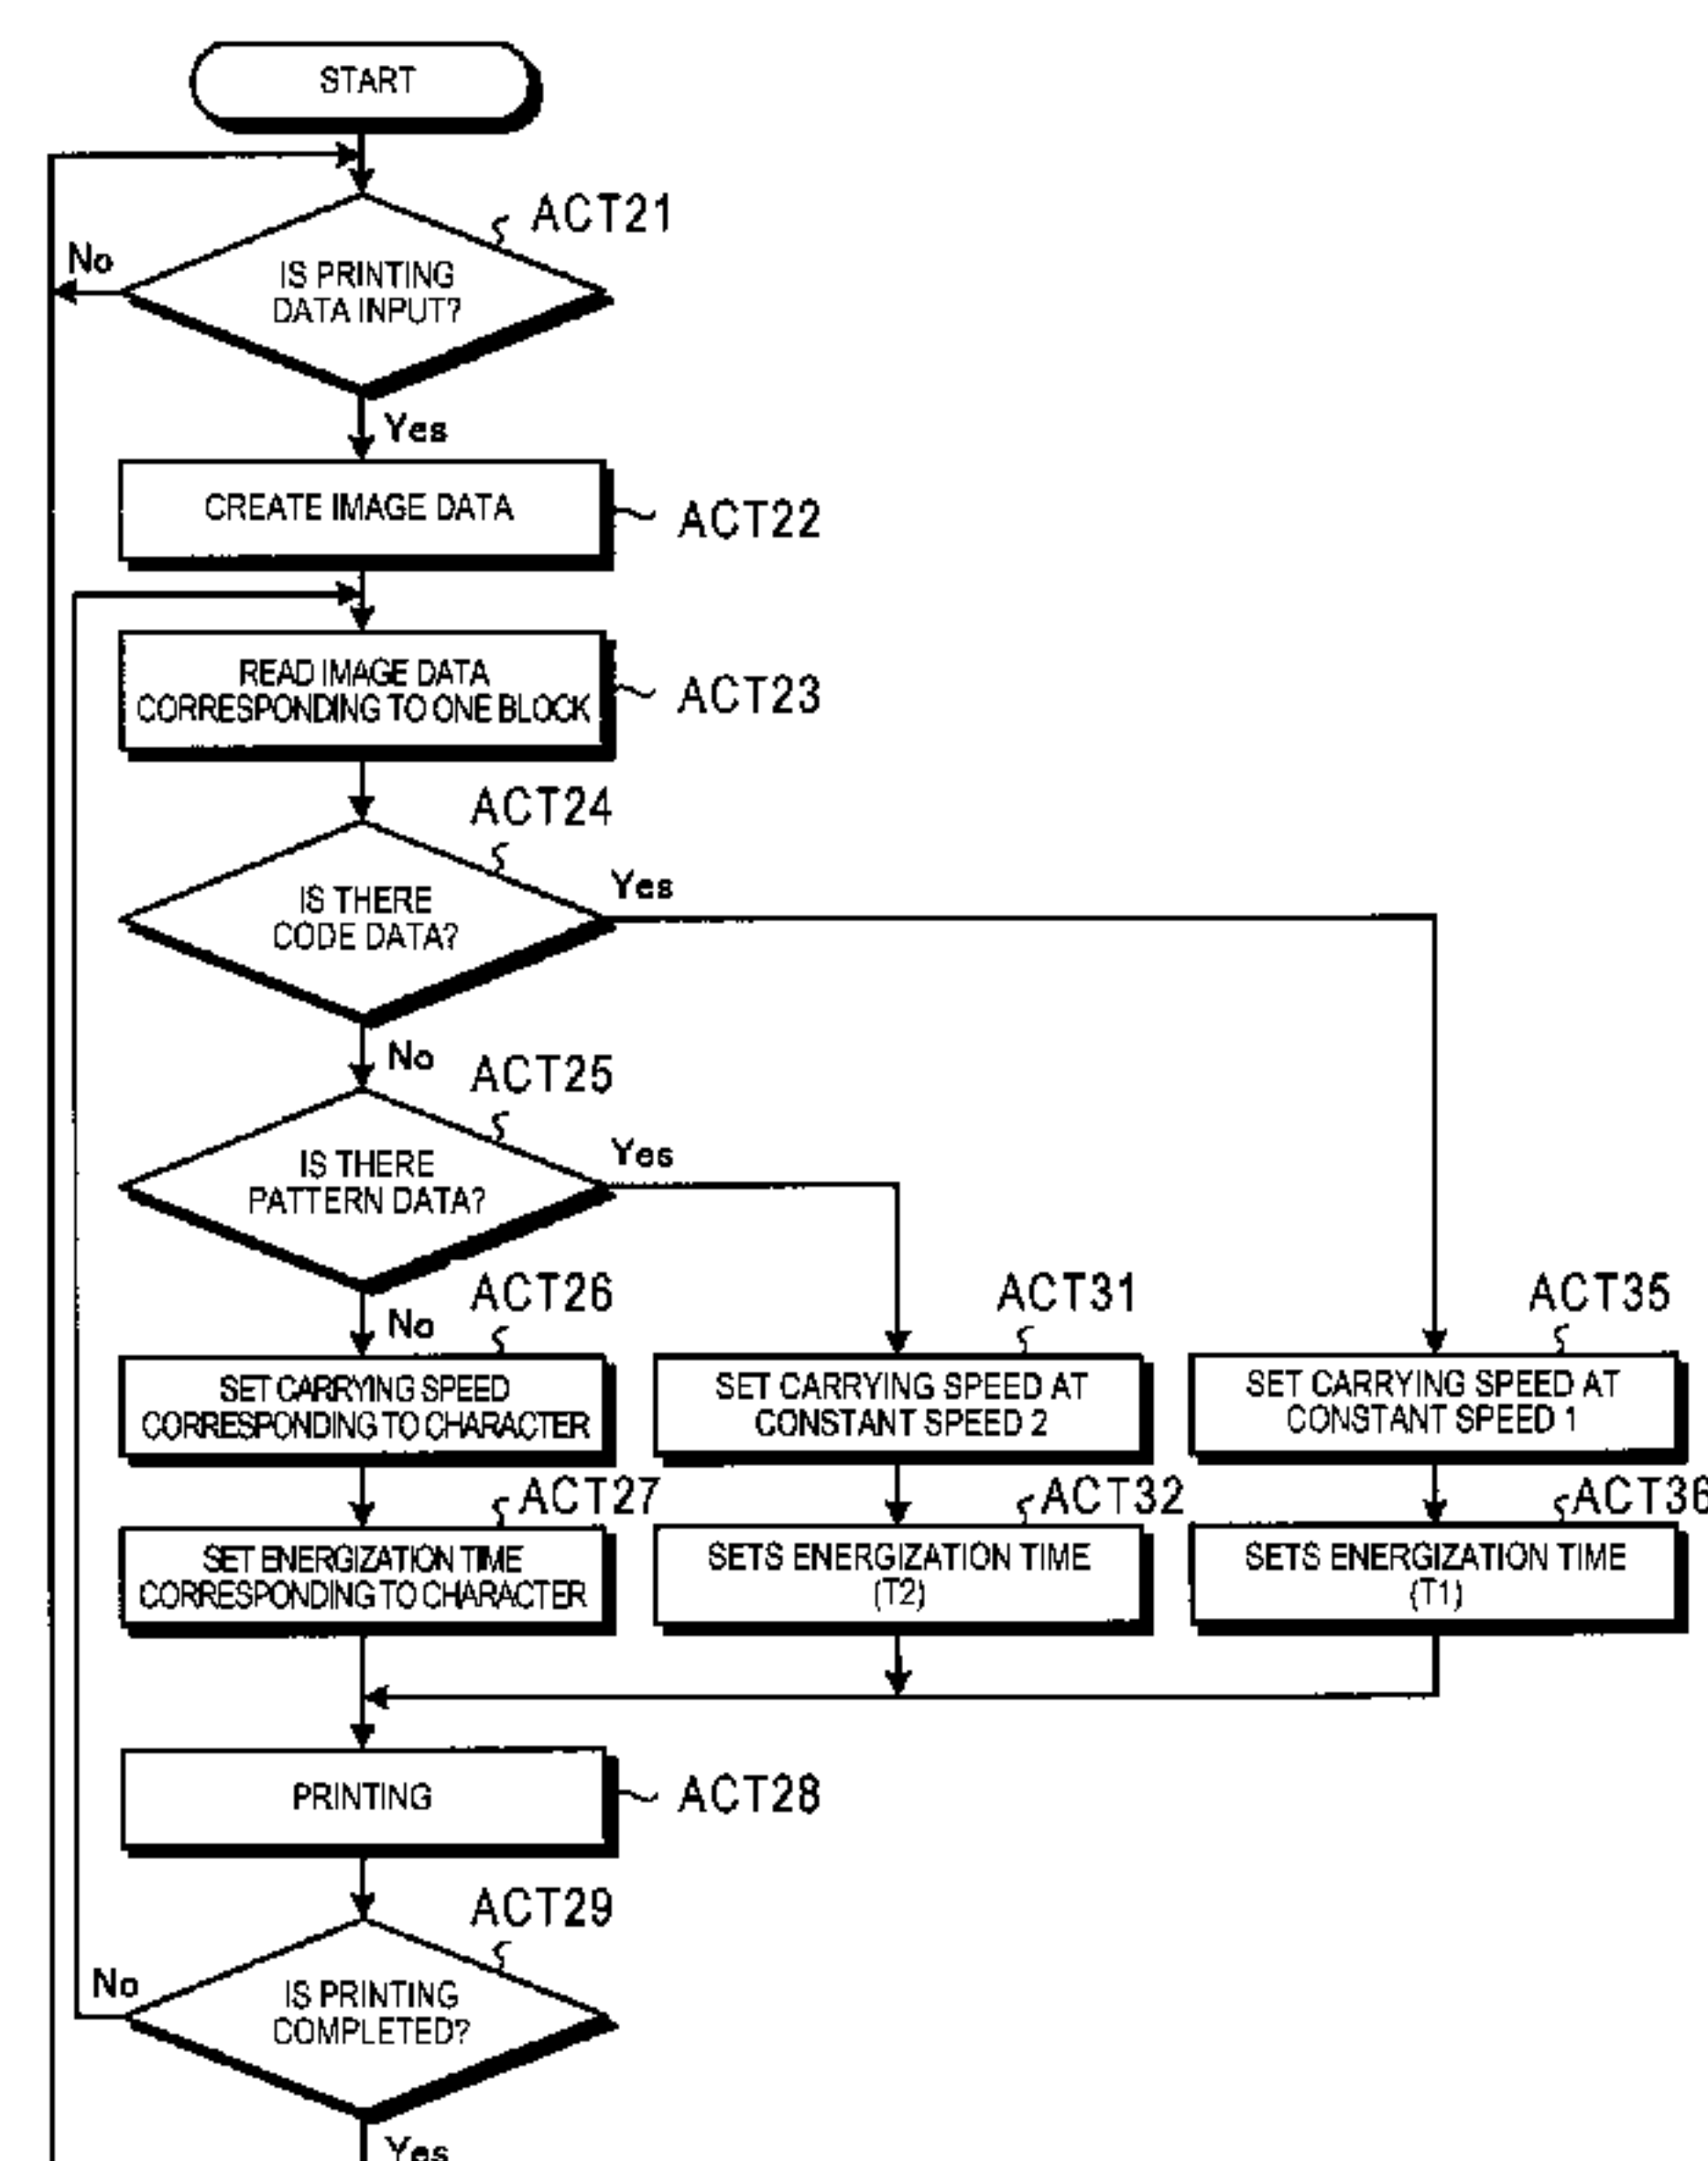 START
ACT21
No
IS PRINTING
DATA INPUT?
Yes
CREATE IMAGE DATA
ACT22
READ IMAGE DATA
CORRESPONDING TO ONE BLOCK
ACT23
ACT24
Yes
IS THERE
CODE DATA?
No
ACT25
Yes
IS THERE
PATTERN DATA?
No
ACT26
ACT31
ACT35
SET CARRYING SPEED
CORRESPONDING TO CHARACTER
SET CARRYING SPEED AT
CONSTANT SPEED 2
SET CARRYING SPEED AT
CONSTANT SPEED 1
ACT27
ACT32
ACT36
SET ENERGIZATION TIME
CORRESPONDING TO CHARACTER
SETS ENERGIZATION TIME
(T2)
SETS ENERGIZATION TIME
(T1)
PRINTING
ACT28
ACT29
No
IS PRINTING
COMPLETED?
Yes